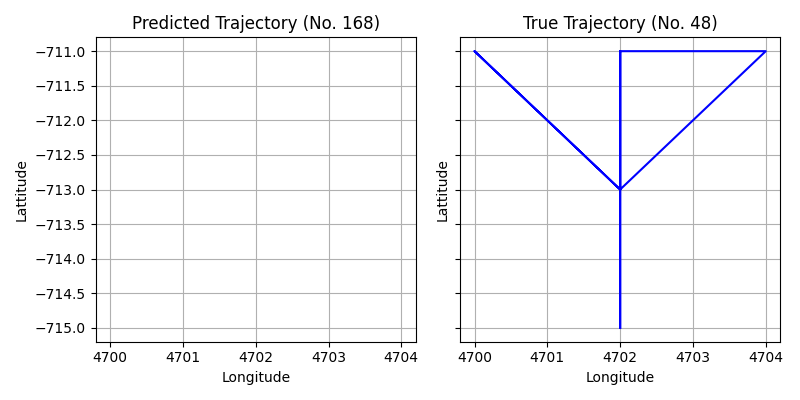 Predicted Trajectory (No. 168)
True Trajectory (No. 48)
−711.0
−711.5
−712.0
−712.5
−713.0
−713.5
−714.0
−714.5
−715.0
Lattitude
Lattitude
4700 4701 4702 4703 4704
4700 4701 4702 4703 4704
Longitude
Longitude